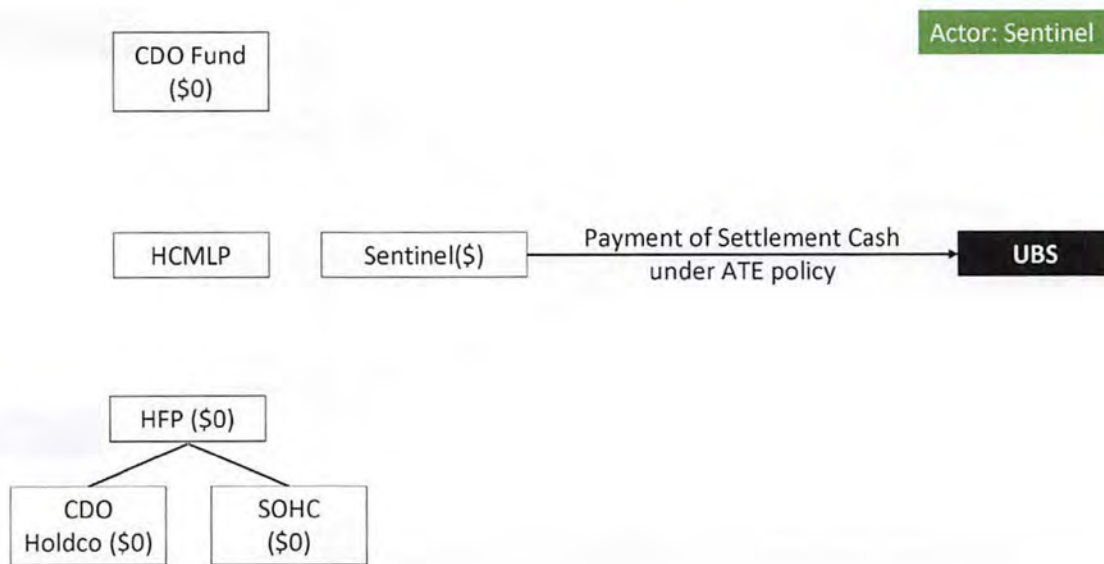 Actor: Sentinel
CDO Fund
($0)
HCMLP
Sentinel($)
Payment of Settlement Cash
under ATE policy
UBS
HFP ($0)
CDO
Holdco ($0)
SOHC
($0)